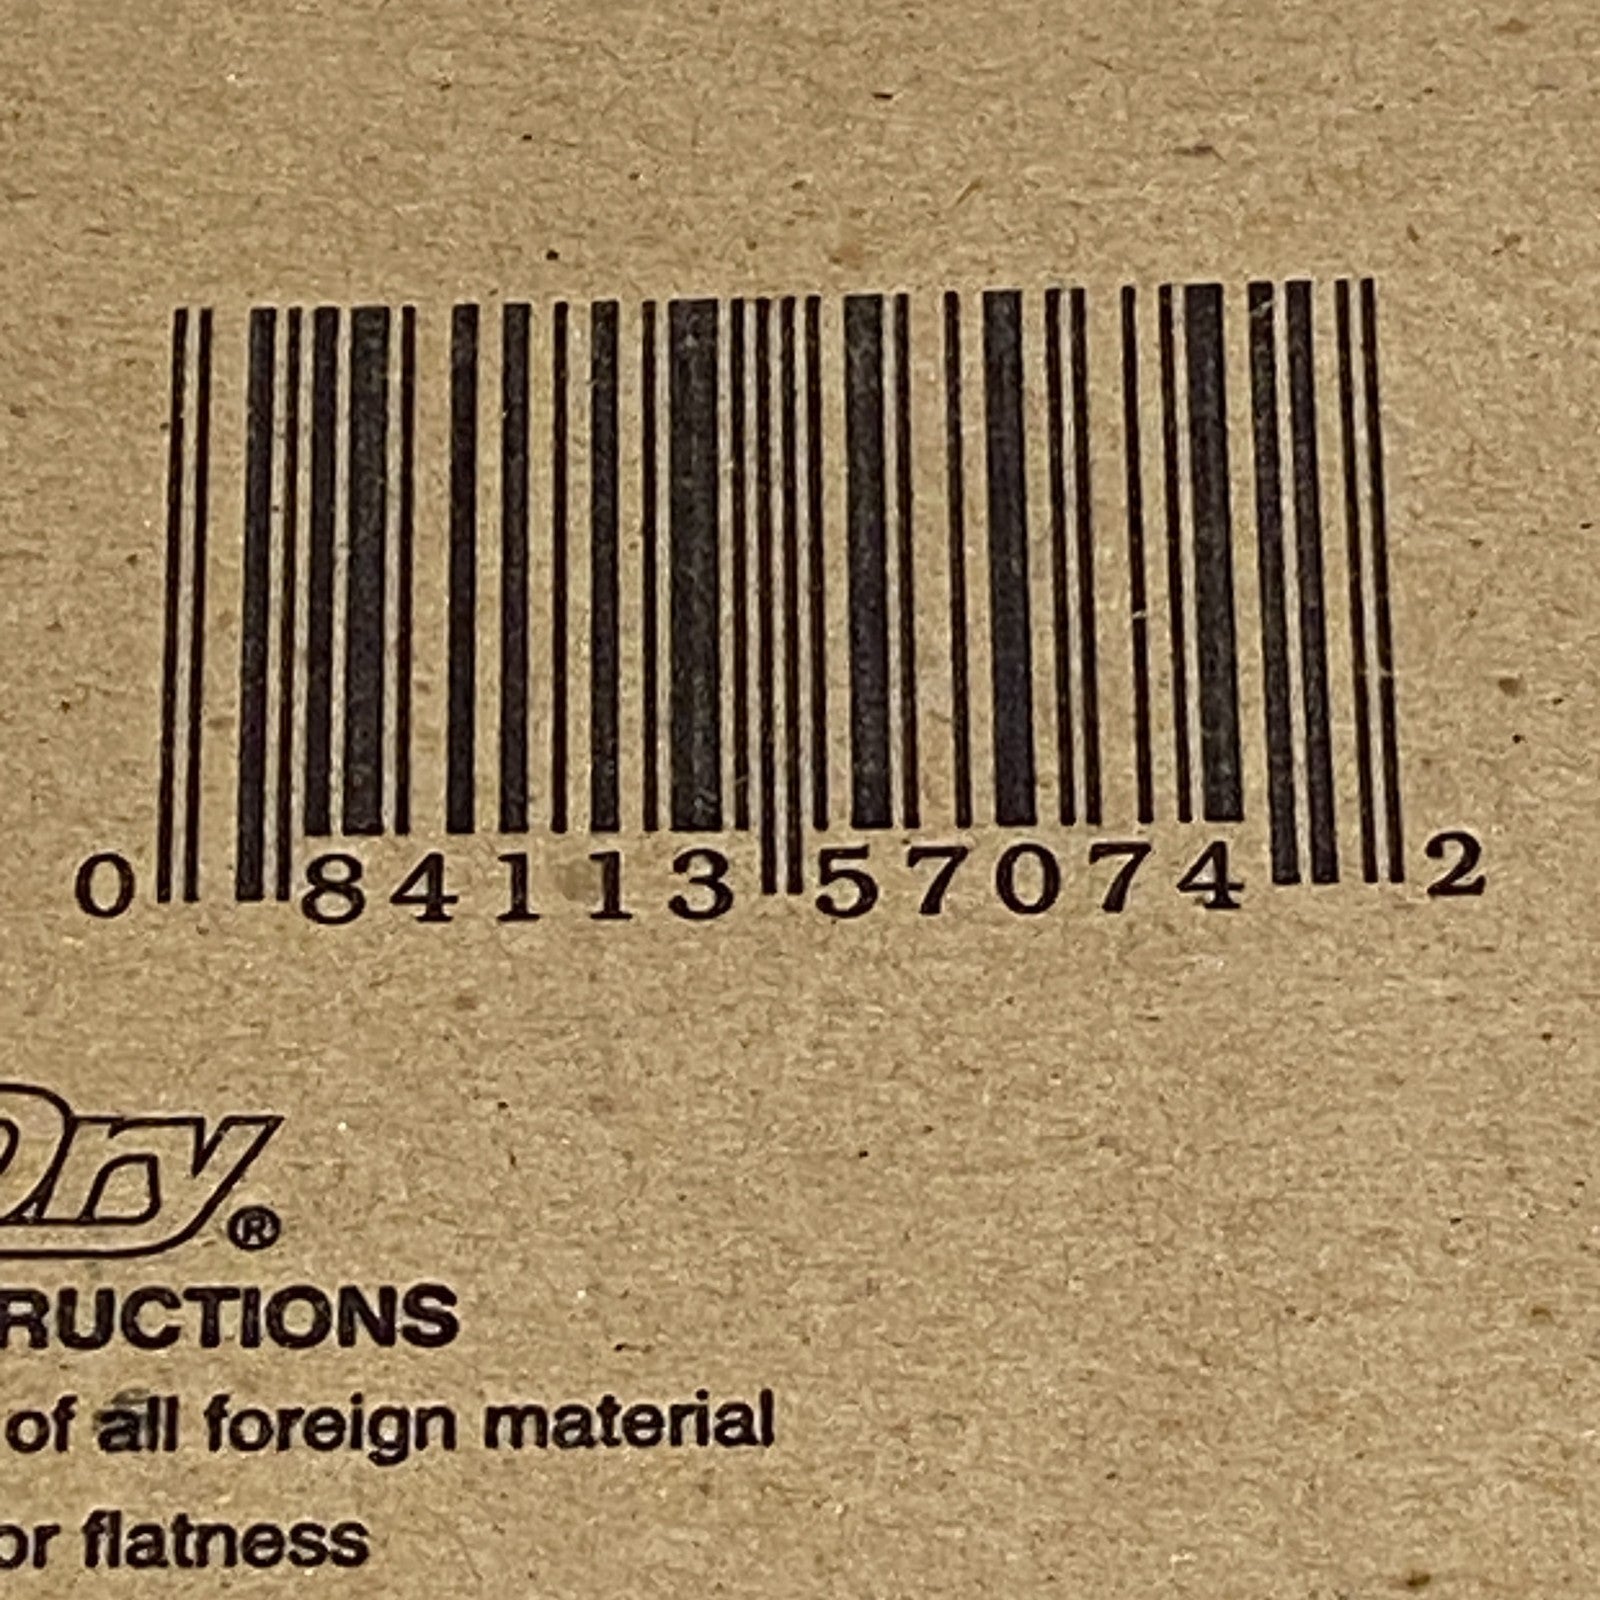 0 84113 57074 2
Dry®
RUCTIONS
of all foreign material
or flatness